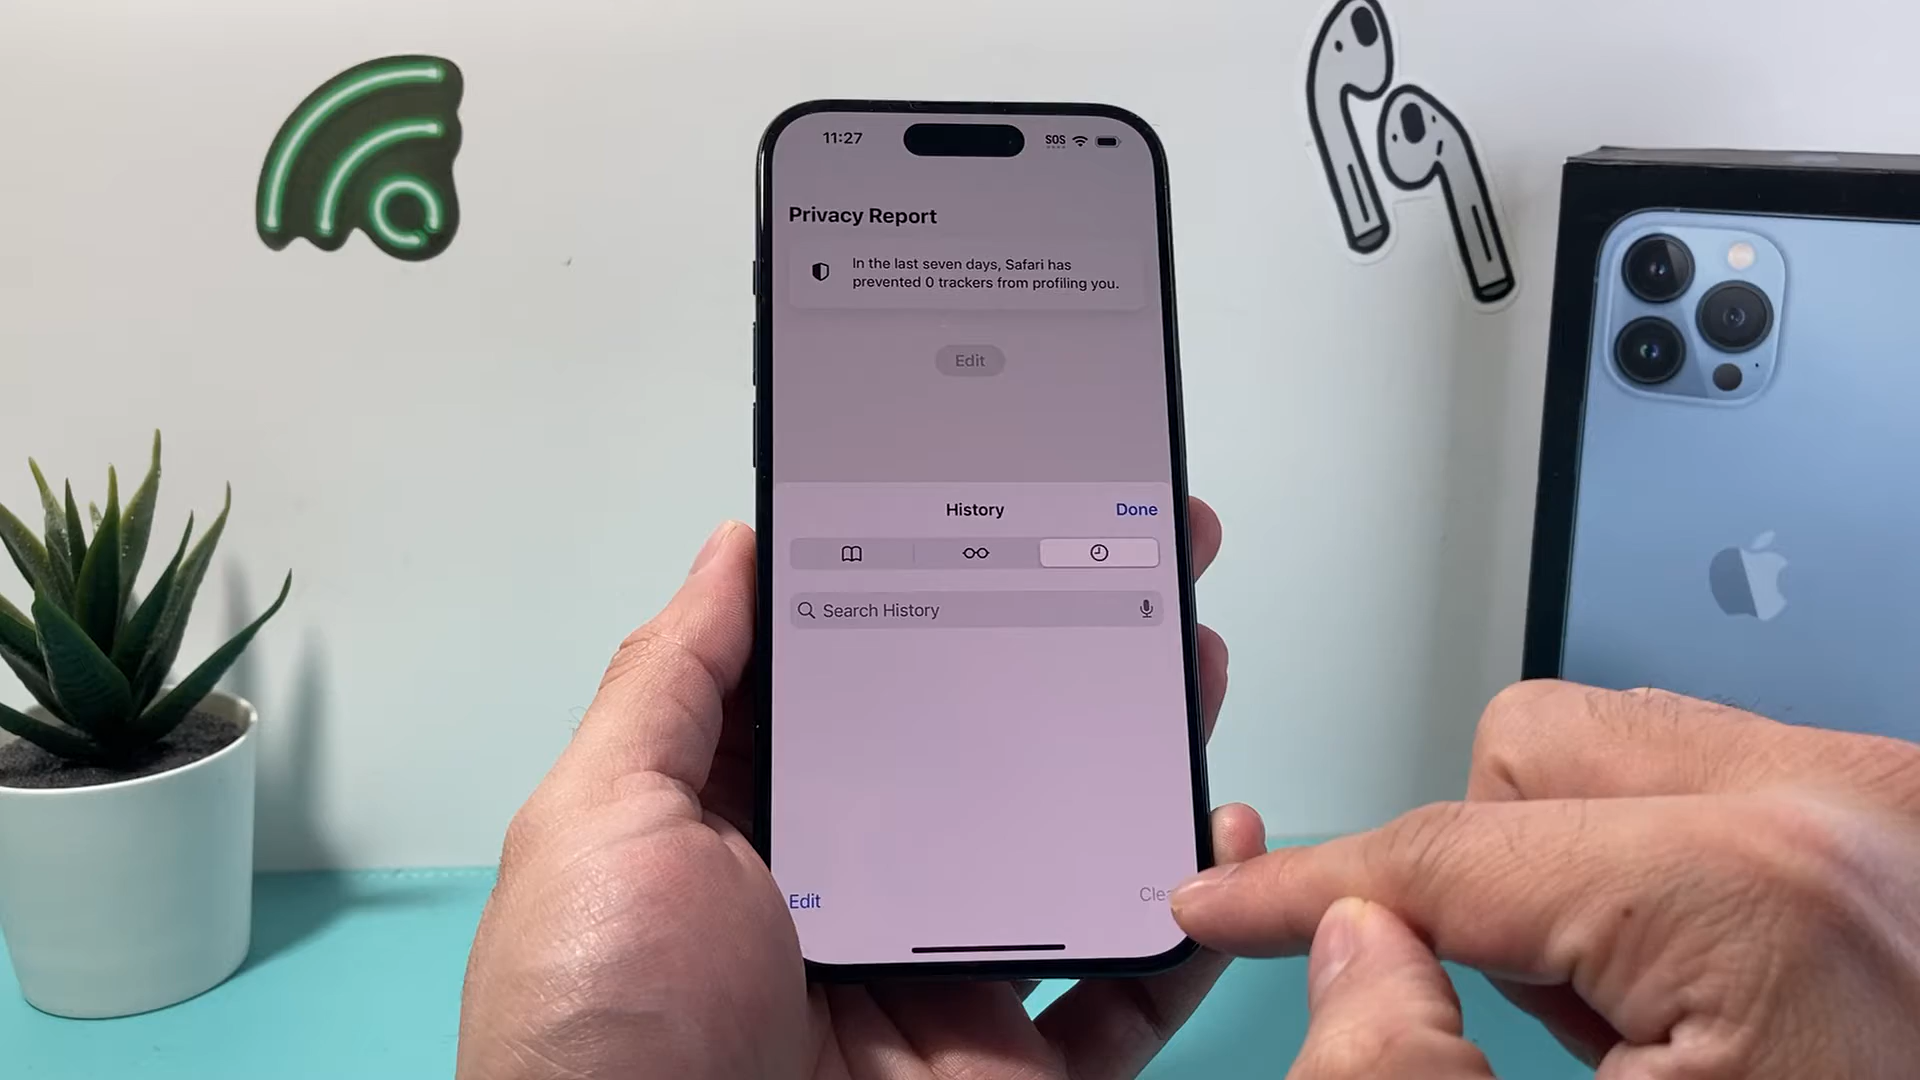 11:27
SOS
Privacy Report
In the last seven days, Safari has
prevented 0 trackers from profiling you.
Edit
History
Done
Search History
Edit
Clea